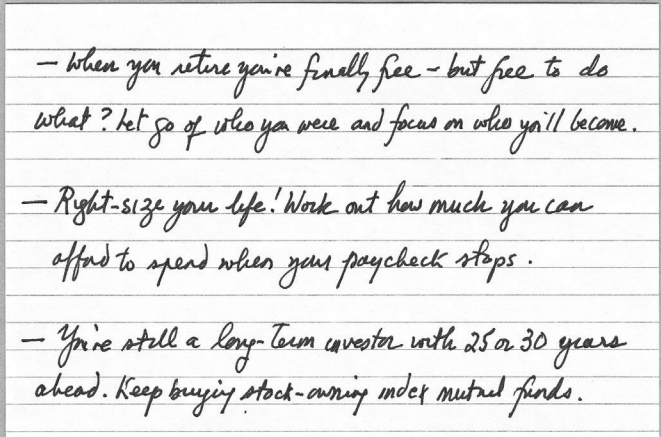 — When you retire you're finally free – but free to do
what? Let go of who you were and focus on who you'll become.
— Right-size your life! Work out how much you can
afford to spend when your paycheck stops.
— You're still a long-term investor with 25 or 30 years
ahead. Keep buying stock-owning index mutual funds.